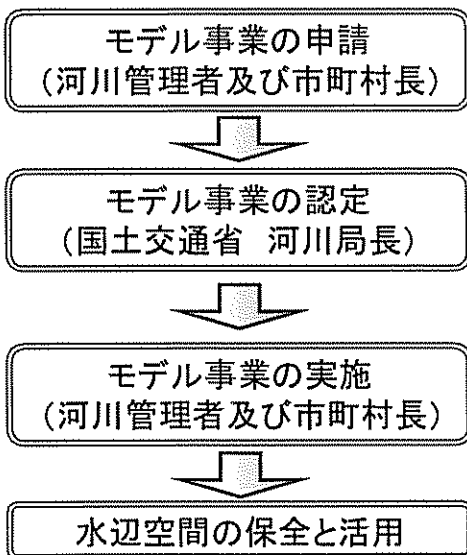 モデル事業の申請
(河川管理者及び市町村長)
モデル事業の認定
(国土交通省 河川局長)
モデル事業の実施
(河川管理者及び市町村長)
水辺空間の保全と活用